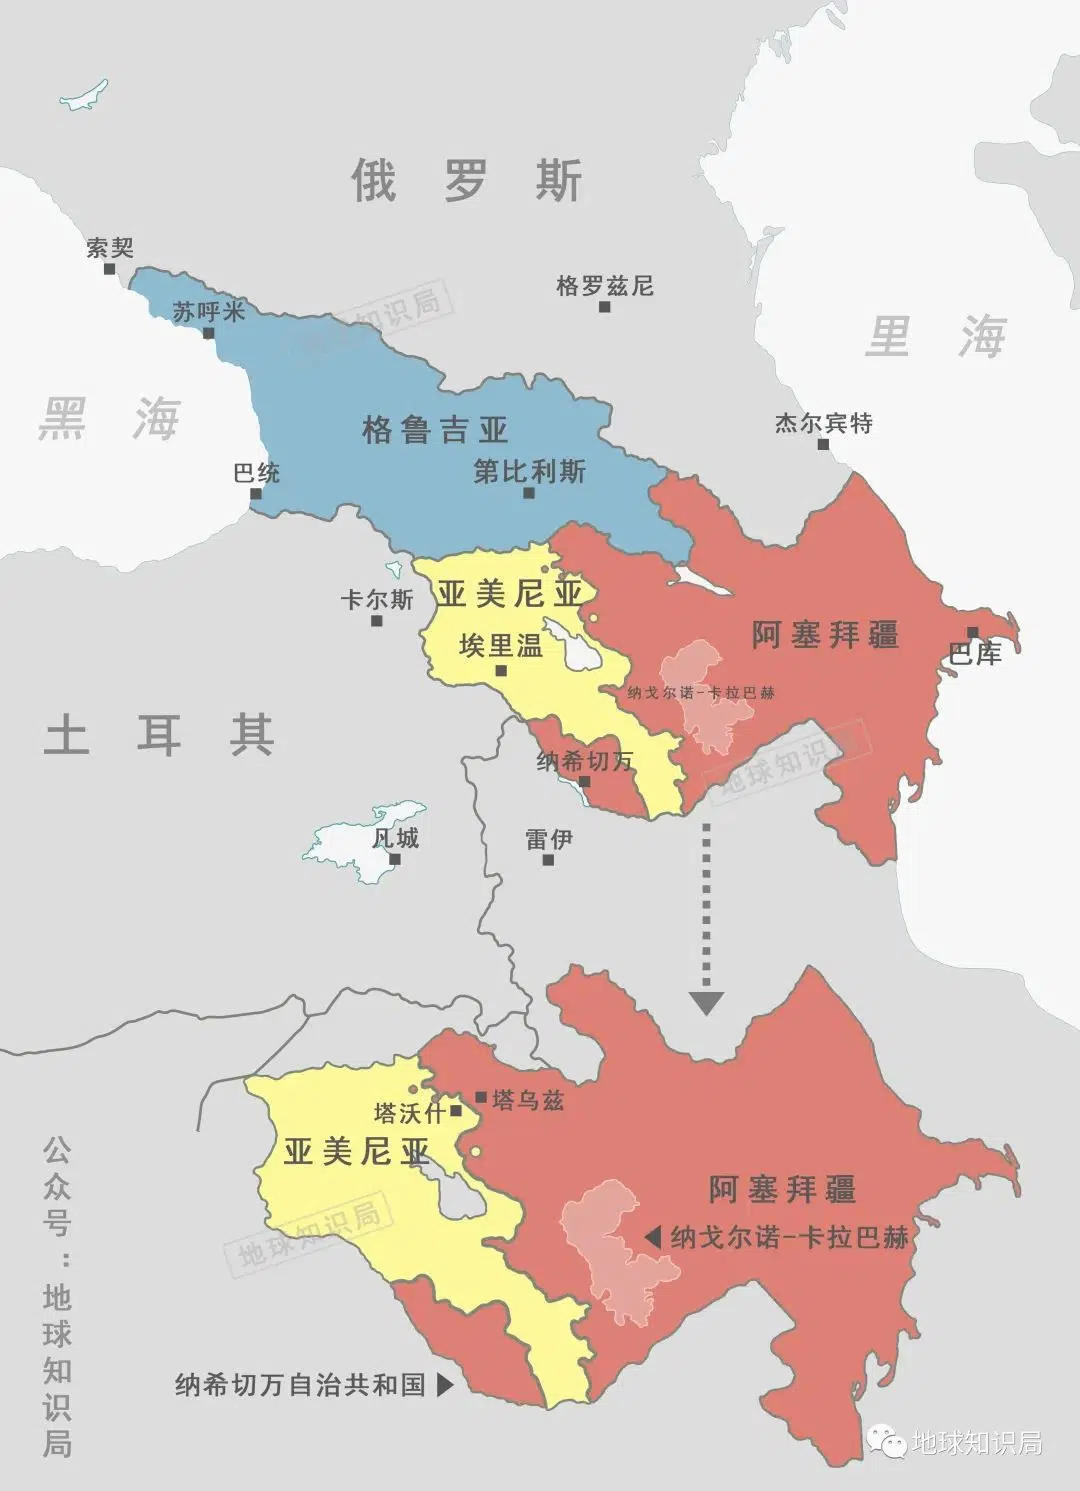 俄罗斯
索契
格罗兹尼
苏呼米
地球知识局
里海
黑海
格鲁吉亚
杰尔宾特
巴统
第比利斯
卡尔斯
亚美尼亚
阿塞拜疆
埃里温
巴库
纳戈尔诺-卡拉巴赫
土耳其
纳希切万
地球知识局
凡城
雷伊
塔乌兹
塔沃什
亚美尼亚
阿塞拜疆
地球知识局
纳戈尔诺-卡拉巴赫
纳希切万自治共和国
公众号：地球知识局
地球知识局